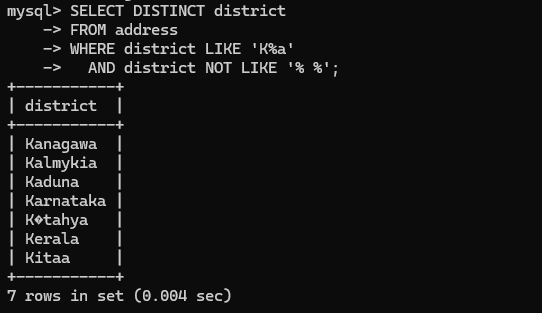 mysql> SELECT DISTINCT district
    -> FROM address
    -> WHERE district LIKE 'K%a'
    ->   AND district NOT LIKE '% %';
+-----------+
| district  |
+-----------+
| Kanagawa  |
| Kalmykia  |
| Kaduna    |
| Karnataka |
| K�tahya   |
| Kerala    |
| Kitaa     |
+-----------+
7 rows in set (0.004 sec)